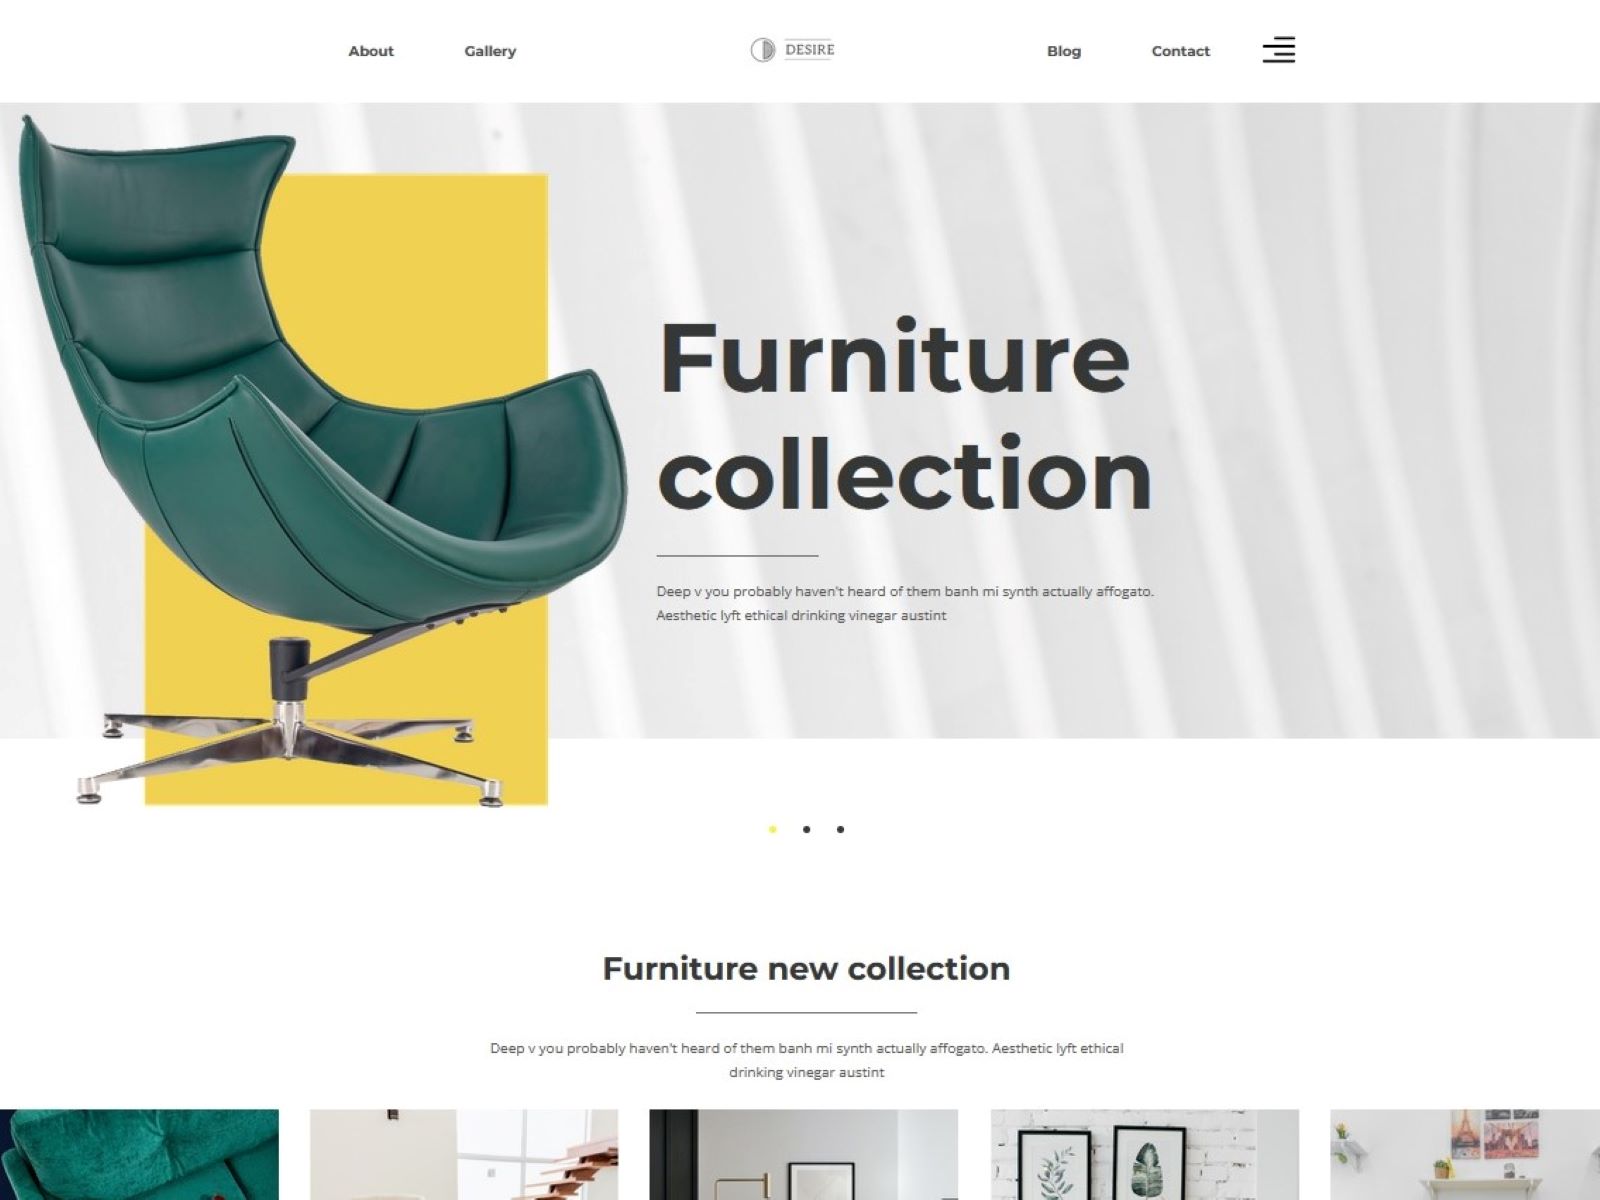 About
Gallery
DESIRE
Blog
Contact
Furniture
collection
Deep v you probably haven't heard of them banh mi synth actually affogato.
Aesthetic lyft ethical drinking vinegar austint
Furniture new collection
Deep v you probably haven't heard of them banh mi synth actually affogato. Aesthetic lyft ethical
drinking vinegar austint